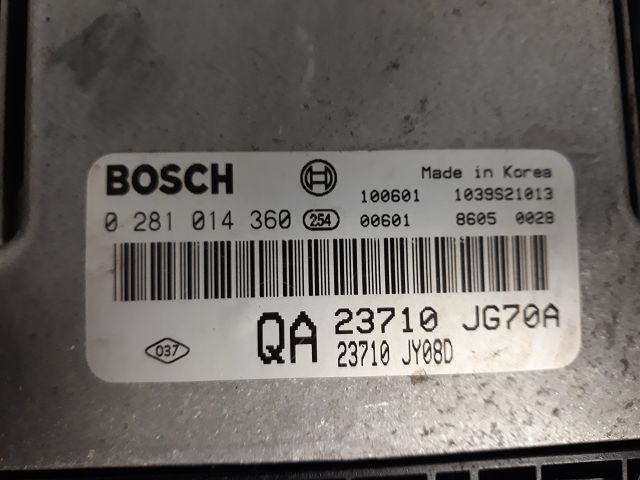 BOSCH
Made in Korea
100601 1039S21013
0 281 014 360 254 00601 8605 0028
QA 23710 JG70A
037 23710 JY08D